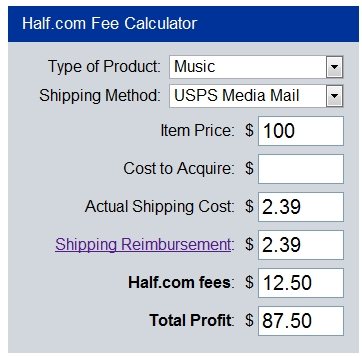 Half.com Fee Calculator
Type of Product: Music
Shipping Method: USPS Media Mail
Item Price: $ 100
Cost to Acquire: $
Actual Shipping Cost: $ 2.39
Shipping Reimbursement: $ 2.39
Half.com fees: $ 12.50
Total Profit: $ 87.50